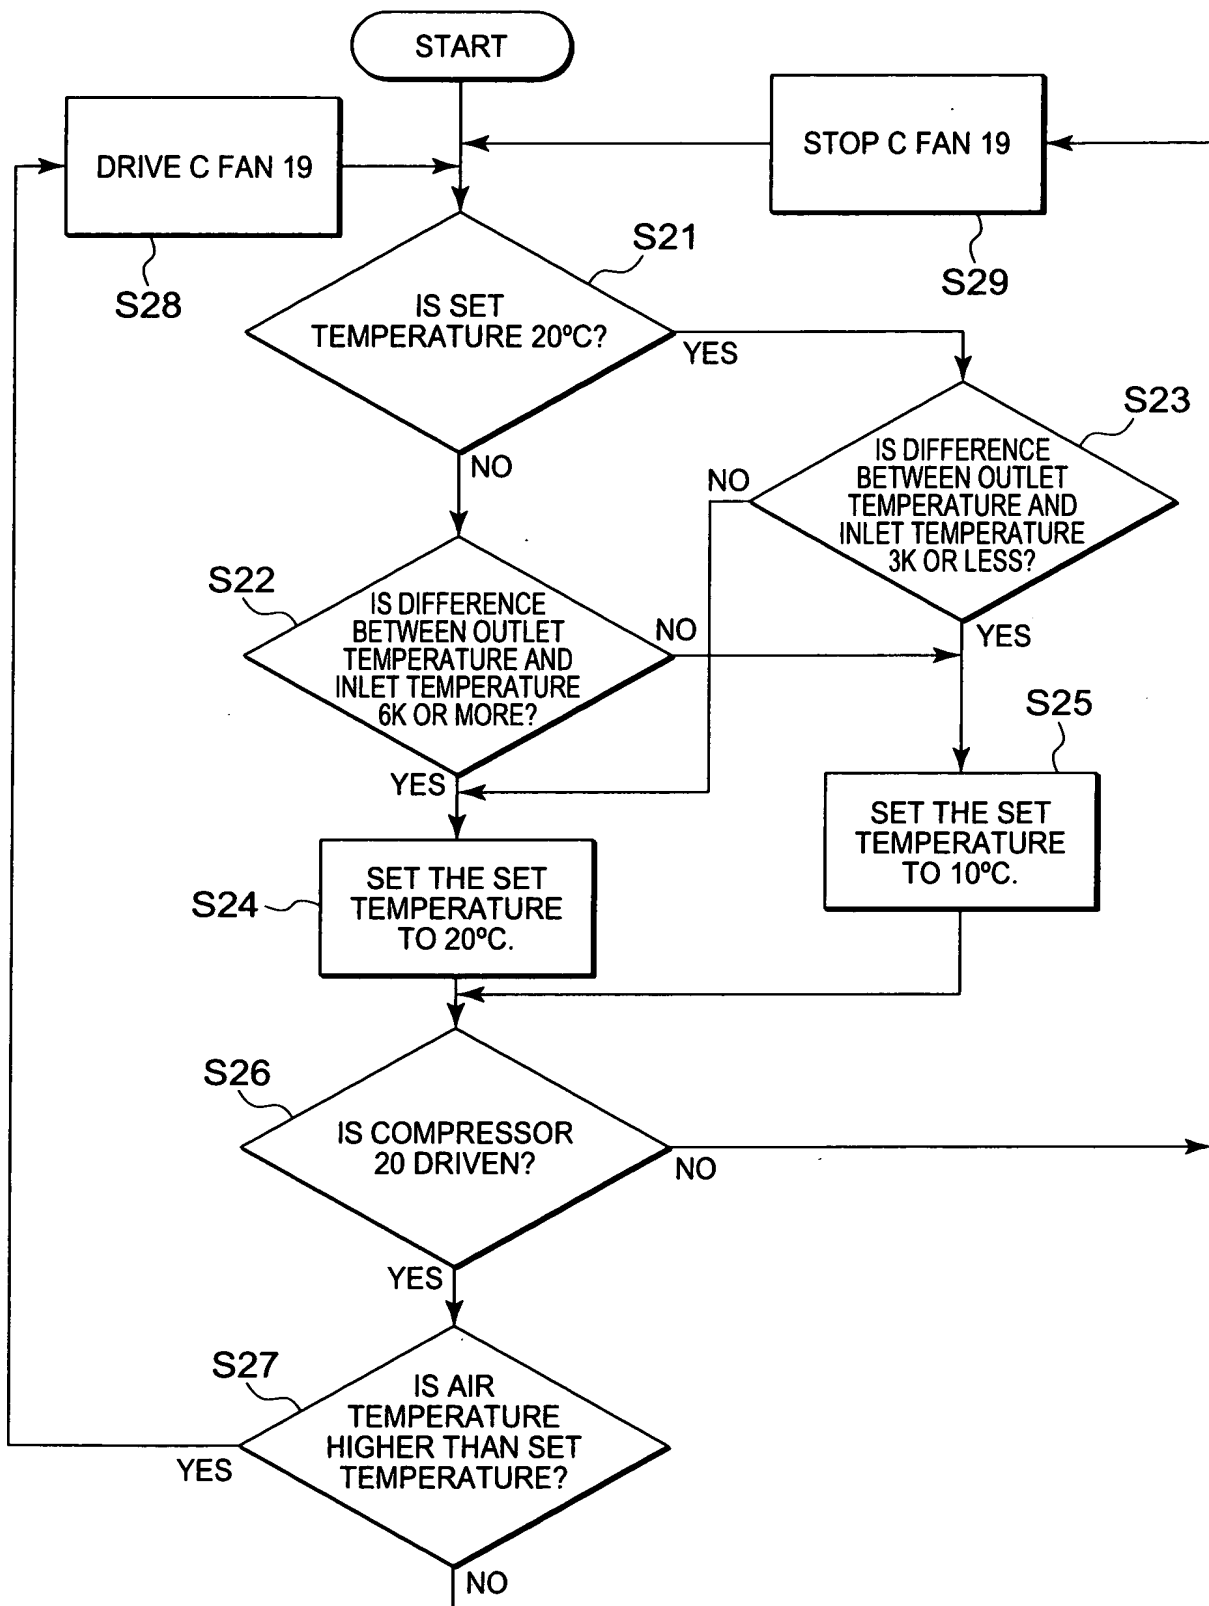 START
DRIVE C FAN 19
S28
STOP C FAN 19
S29
S21
IS SET
TEMPERATURE 20ºC?
YES
NO
S23
IS DIFFERENCE
BETWEEN OUTLET
TEMPERATURE AND
INLET TEMPERATURE
3K OR LESS?
NO
YES
S22
IS DIFFERENCE
BETWEEN OUTLET
TEMPERATURE AND
INLET TEMPERATURE
6K OR MORE?
NO
YES
S25
SET THE SET
TEMPERATURE
TO 10ºC.
S24
SET THE SET
TEMPERATURE
TO 20ºC.
S26
IS COMPRESSOR
20 DRIVEN?
NO
YES
S27
IS AIR
TEMPERATURE
HIGHER THAN SET
TEMPERATURE?
YES
NO